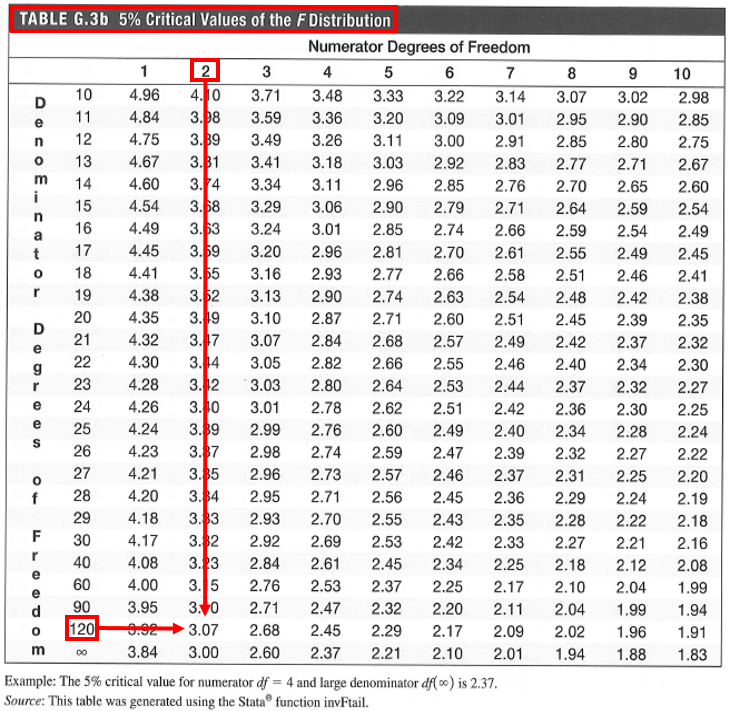 TABLE G.3b 5% Critical Values of the F Distribution
Numerator Degrees of Freedom
1 2 3 4 5 6 7 8 9 10
Denominator Degrees of Freedom
10 4.96 4.10 3.71 3.48 3.33 3.22 3.14 3.07 3.02 2.98
11 4.84 3.98 3.59 3.36 3.20 3.09 3.01 2.95 2.90 2.85
12 4.75 3.89 3.49 3.26 3.11 3.00 2.91 2.85 2.80 2.75
13 4.67 3.81 3.41 3.18 3.03 2.92 2.83 2.77 2.71 2.67
14 4.60 3.74 3.34 3.11 2.96 2.85 2.76 2.70 2.65 2.60
15 4.54 3.68 3.29 3.06 2.90 2.79 2.71 2.64 2.59 2.54
16 4.49 3.63 3.24 3.01 2.85 2.74 2.66 2.59 2.54 2.49
17 4.45 3.59 3.20 2.96 2.81 2.70 2.61 2.55 2.49 2.45
18 4.41 3.55 3.16 2.93 2.77 2.66 2.58 2.51 2.46 2.41
19 4.38 3.52 3.13 2.90 2.74 2.63 2.54 2.48 2.42 2.38
20 4.35 3.49 3.10 2.87 2.71 2.60 2.51 2.45 2.39 2.35
21 4.32 3.47 3.07 2.84 2.68 2.57 2.49 2.42 2.37 2.32
22 4.30 3.44 3.05 2.82 2.66 2.55 2.46 2.40 2.34 2.30
23 4.28 3.42 3.03 2.80 2.64 2.53 2.44 2.37 2.32 2.27
24 4.26 3.40 3.01 2.78 2.62 2.51 2.42 2.36 2.30 2.25
25 4.24 3.39 2.99 2.76 2.60 2.49 2.40 2.34 2.28 2.24
26 4.23 3.37 2.98 2.74 2.59 2.47 2.39 2.32 2.27 2.22
27 4.21 3.35 2.96 2.73 2.57 2.46 2.37 2.31 2.25 2.20
28 4.20 3.34 2.95 2.71 2.56 2.45 2.36 2.29 2.24 2.19
29 4.18 3.33 2.93 2.70 2.55 2.43 2.35 2.28 2.22 2.18
30 4.17 3.32 2.92 2.69 2.53 2.42 2.33 2.27 2.21 2.16
40 4.08 3.23 2.84 2.61 2.45 2.34 2.25 2.18 2.12 2.08
60 4.00 3.15 2.76 2.53 2.37 2.25 2.17 2.10 2.04 1.99
90 3.95 3.10 2.71 2.47 2.32 2.20 2.11 2.04 1.99 1.94
120 3.92 3.07 2.68 2.45 2.29 2.17 2.09 2.02 1.96 1.91
∞ 3.84 3.00 2.60 2.37 2.21 2.10 2.01 1.94 1.88 1.83
Example: The 5% critical value for numerator df = 4 and large denominator df(∞) is 2.37.
Source: This table was generated using the Stata® function invFtail.